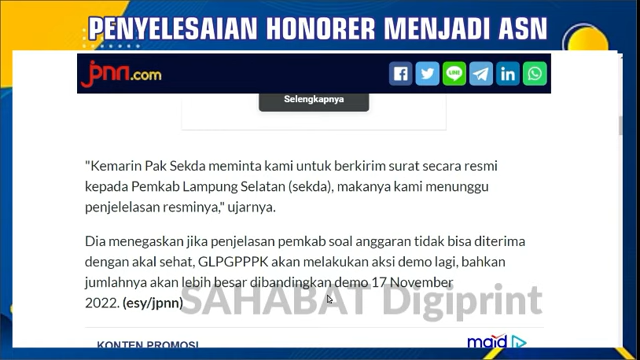 PENYELESAIAN HONORER MENJADI ASN
jpnn.com
Selengkapnya
"Kemarin Pak Sekda meminta kami untuk berkirim surat secara resmi
kepada Pemkab Lampung Selatan (sekda), makanya kami menunggu
penjelelasan resminya," ujarnya.
Dia menegaskan jika penjelasan pemkab soal anggaran tidak bisa diterima
dengan akal sehat, GLPGPPPK akan melakukan aksi demo lagi, bahkan
jumlahnya akan lebih besar dibandingkan demo 17 November
2022. (esy/jpnn)
SAHABAT Digiprint
KONTEN PROMOSI
mgid